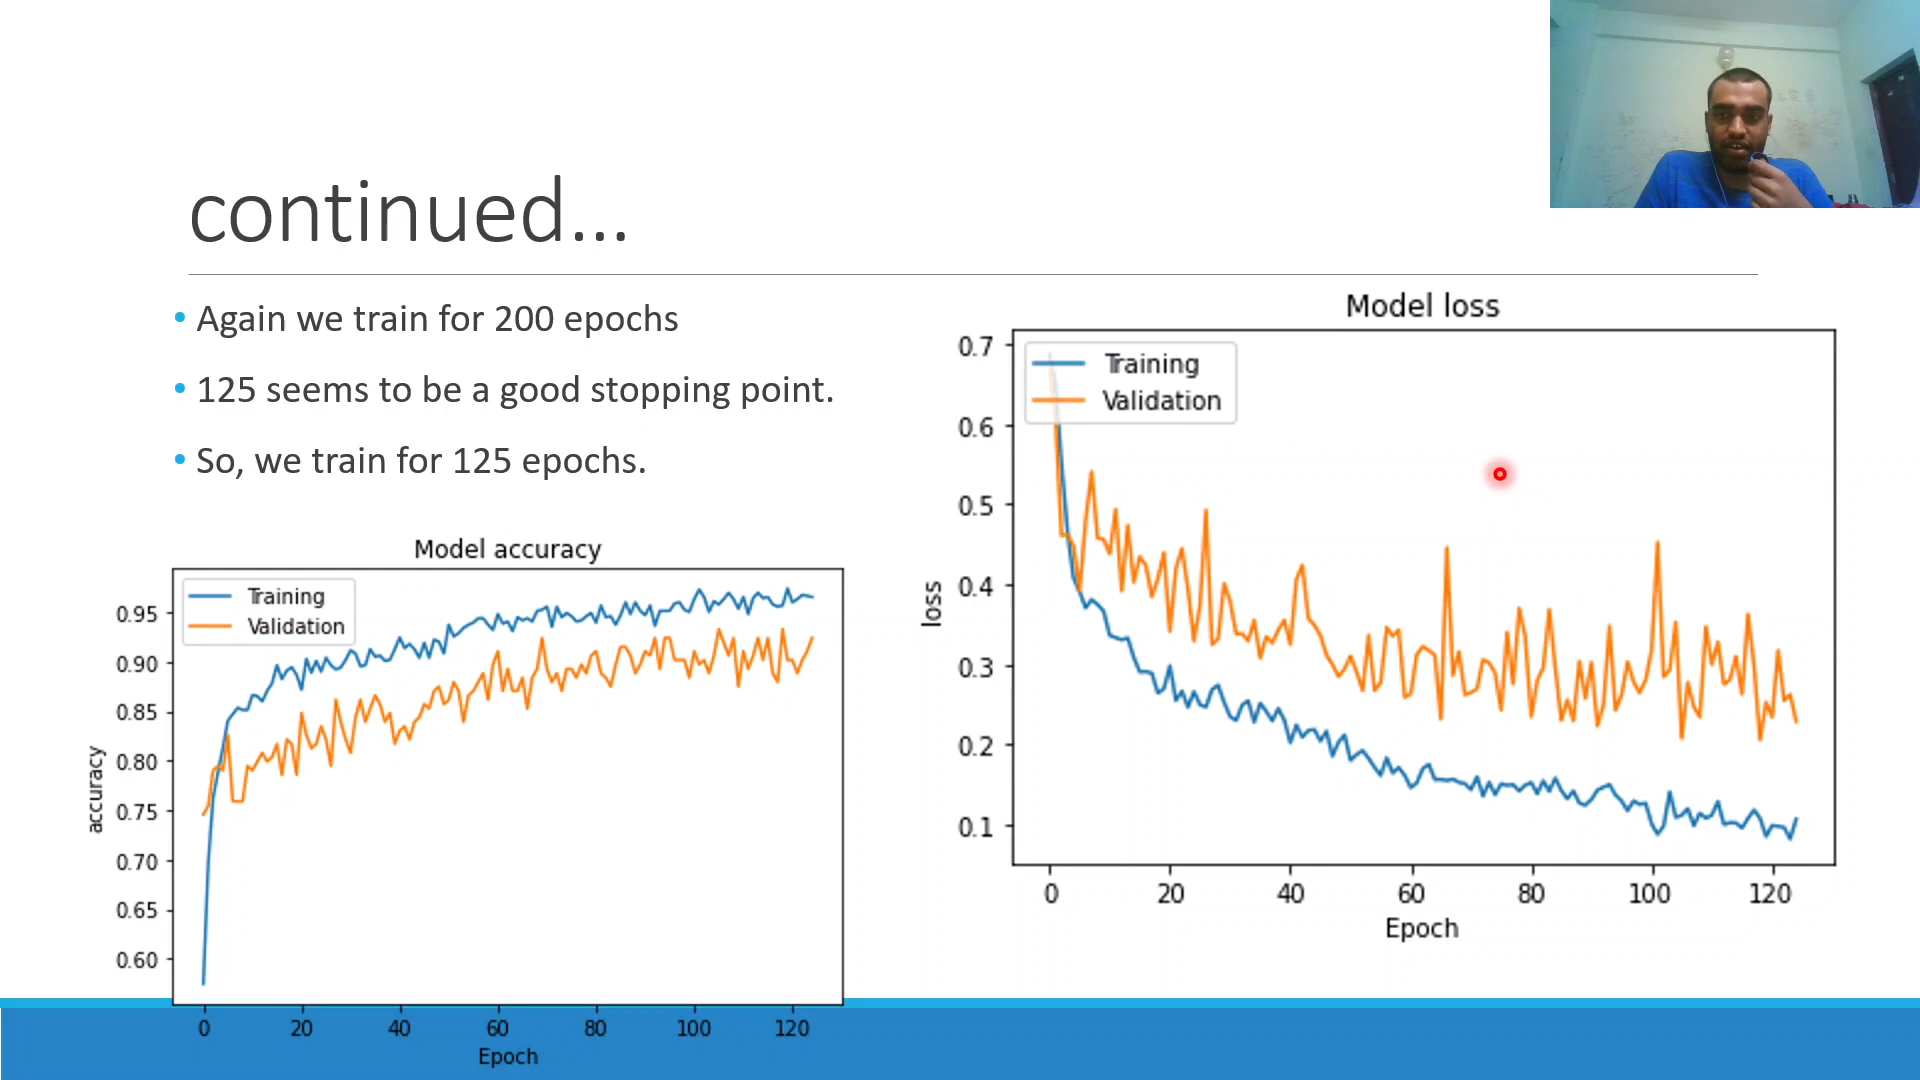 continued...
• Again we train for 200 epochs
• 125 seems to be a good stopping point.
• So, we train for 125 epochs.
Model accuracy
Training
Validation
0.95
0.90
0.85
0.80
0.75
0.70
0.65
0.60
accuracy
0 20 40 60 80 100 120
Epoch
Model loss
Training
Validation
0.7
0.6
0.5
0.4
0.3
0.2
0.1
loss
0 20 40 60 80 100 120
Epoch